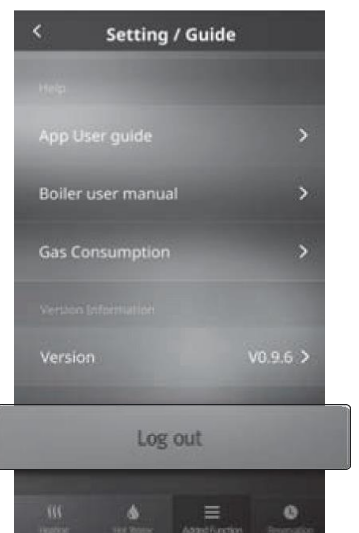 Setting / Guide
Help
App User guide
Boiler user manual
Gas Consumption
Version Information
Version V0.9.6
Log out
Heating Hot Water Added Function Reservation